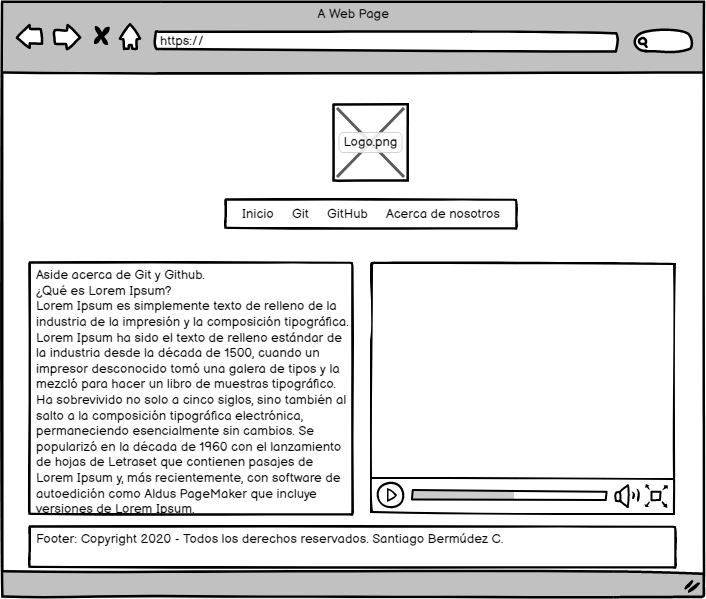 A Web Page
https://
Logo.png
Inicio Git GitHub Acerca de nosotros
Aside acerca de Git y Github.
¿Qué es Lorem Ipsum?
Lorem Ipsum es simplemente texto de relleno de la
industria de la impresión y la composición tipográfica.
Lorem Ipsum ha sido el texto de relleno estándar de
la industria desde la década de 1500, cuando un
impresor desconocido tomó una galera de tipos y la
mezcló para hacer un libro de muestras tipográfico.
Ha sobrevivido no solo a cinco siglos, sino también al
salto a la composición tipográfica electrónica,
permaneciendo esencialmente sin cambios. Se
popularizó en la década de 1960 con el lanzamiento
de hojas de Letraset que contienen pasajes de
Lorem Ipsum y, más recientemente, con software de
autoedición como Aldus PageMaker que incluye
versiones de Lorem Ipsum.
Footer: Copyright 2020 - Todos los derechos reservados. Santiago Bermúdez C.